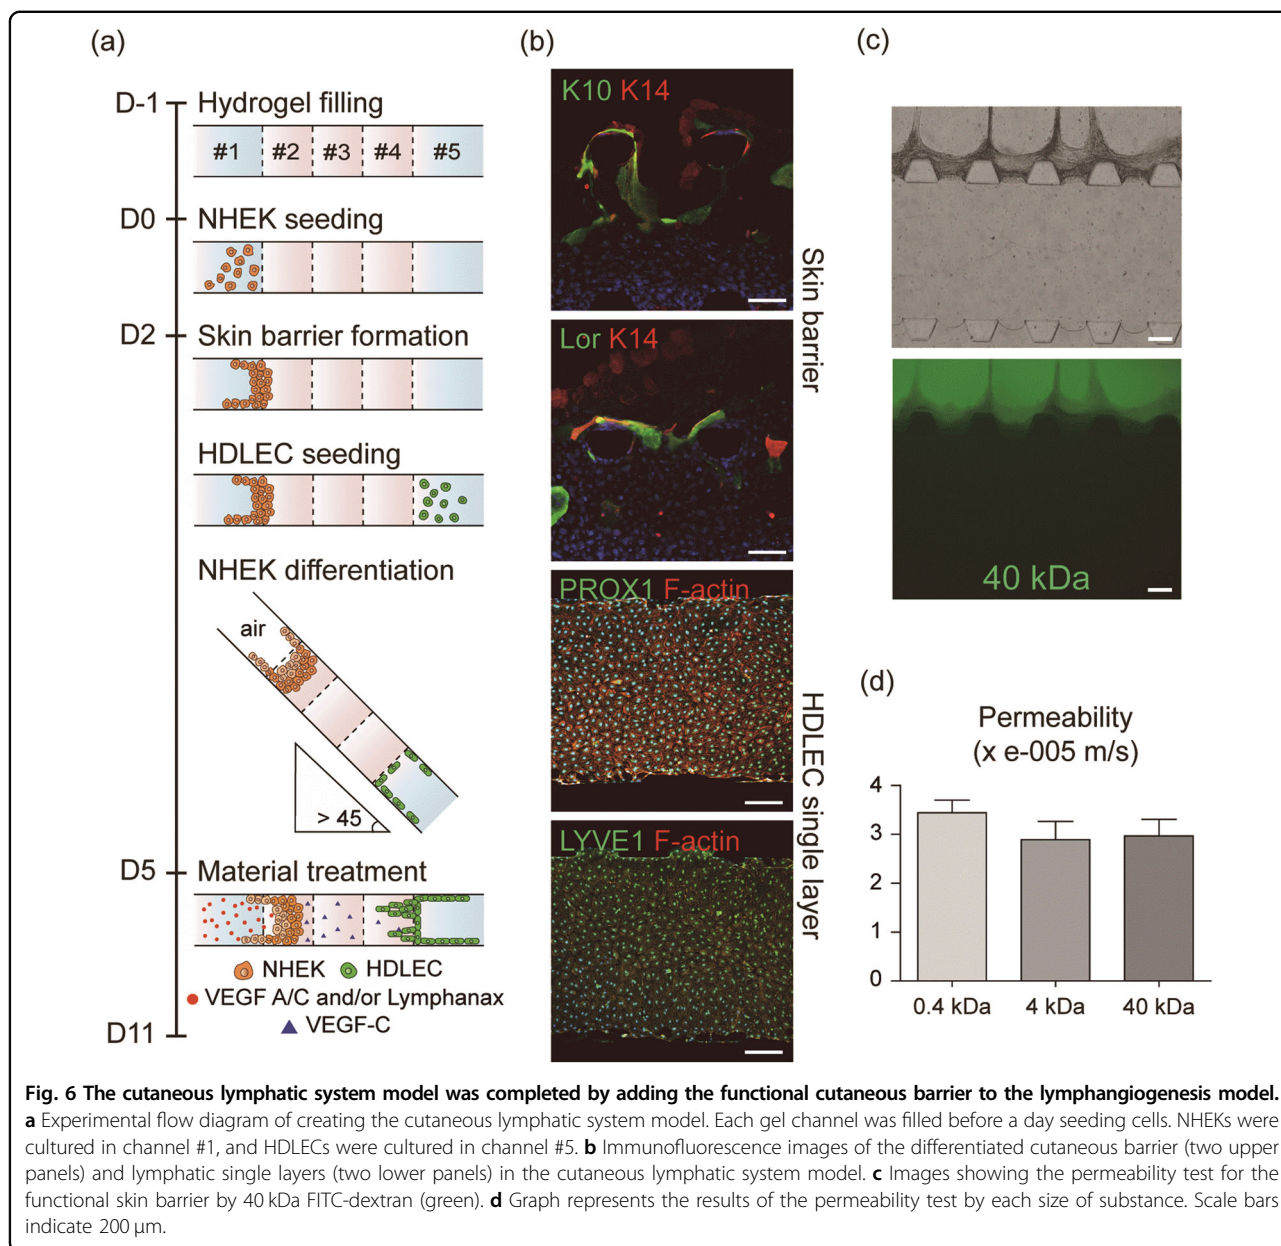 (a)
D-1
Hydrogel filling
#1 #2 #3 #4 #5
D0
NHEK seeding
D2
Skin barrier formation
HDLEC seeding
NHEK differentiation
air
> 45
D5
Material treatment
NHEK HDLEC
VEGF A/C and/or Lymphanax
VEGF-C
D11
(b)
K10 K14
Lor K14
Skin barrier
PROX1 F-actin
LYVE1 F-actin
HDLEC single layer
(c)
40 kDa
(d)
Permeability
(x e-005 m/s)
4
3
2
1
0
0.4 kDa 4 kDa 40 kDa
Fig. 6 The cutaneous lymphatic system model was completed by adding the functional cutaneous barrier to the lymphangiogenesis model.
a Experimental flow diagram of creating the cutaneous lymphatic system model. Each gel channel was filled before a day seeding cells. NHEKs were
cultured in channel #1, and HDLECs were cultured in channel #5. b Immunofluorescence images of the differentiated cutaneous barrier (two upper
panels) and lymphatic single layers (two lower panels) in the cutaneous lymphatic system model. c Images showing the permeability test for the
functional skin barrier by 40 kDa FITC-dextran (green). d Graph represents the results of the permeability test by each size of substance. Scale bars
indicate 200 μm.